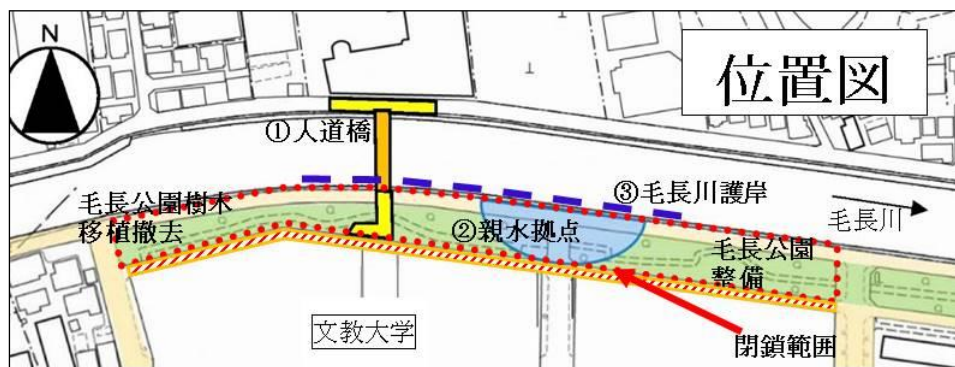 位置図
N
①人道橋
③毛長川護岸
毛長川
毛長公園樹木
移植撤去
②親水拠点
毛長公園
整備
文教大学
閉鎖範囲